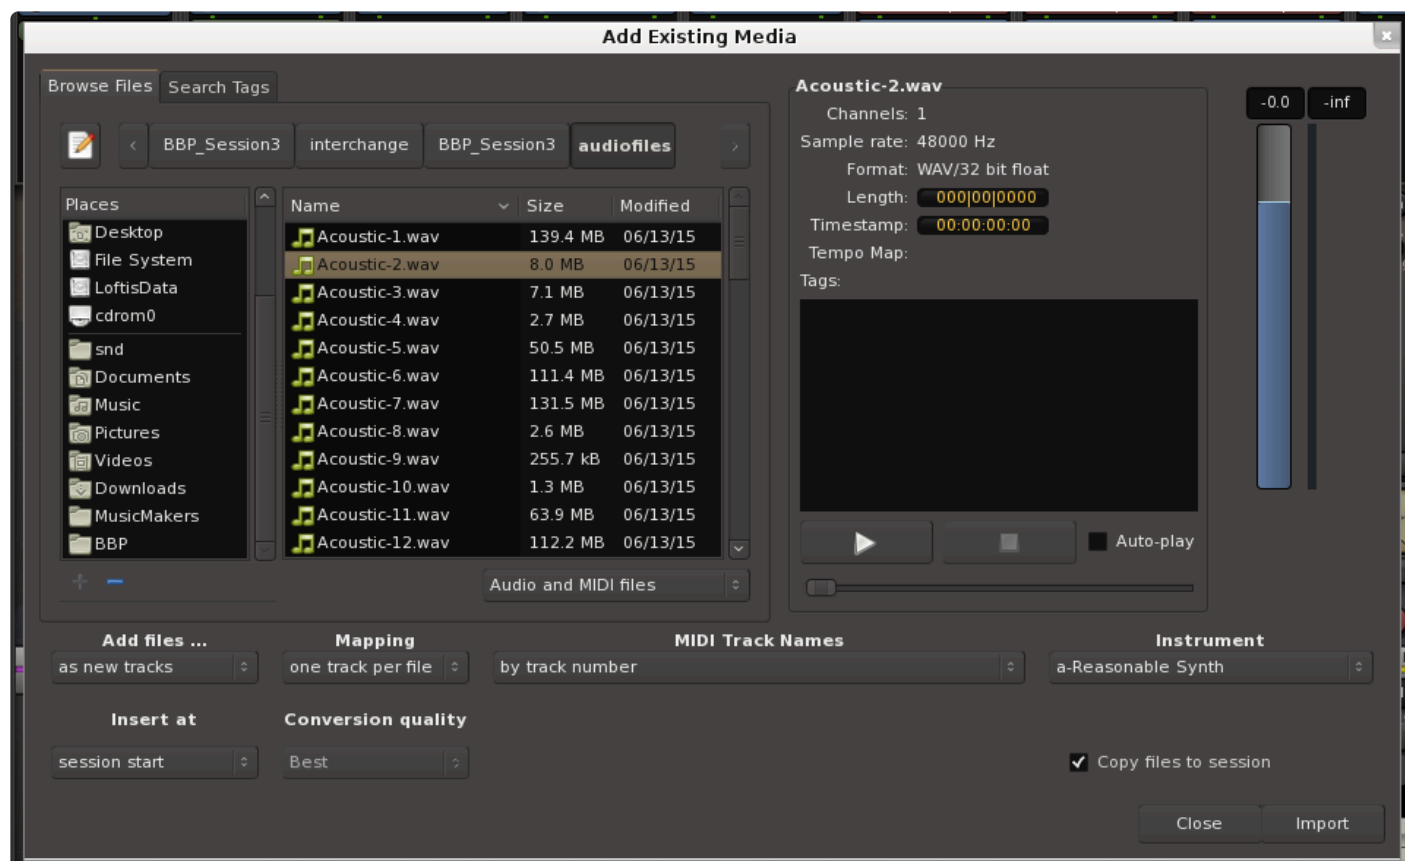 Add Existing Media
Browse Files Search Tags
BBP_Session3 interchange BBP_Session3 audiofiles
Places
Desktop
File System
LoftisData
cdrom0
snd
Documents
Music
Pictures
Videos
Downloads
MusicMakers
BBP
Name Size Modified
Acoustic-1.wav 139.4 MB 06/13/15
Acoustic-2.wav 8.0 MB 06/13/15
Acoustic-3.wav 7.1 MB 06/13/15
Acoustic-4.wav 2.7 MB 06/13/15
Acoustic-5.wav 50.5 MB 06/13/15
Acoustic-6.wav 111.4 MB 06/13/15
Acoustic-7.wav 131.5 MB 06/13/15
Acoustic-8.wav 2.6 MB 06/13/15
Acoustic-9.wav 255.7 kB 06/13/15
Acoustic-10.wav 1.3 MB 06/13/15
Acoustic-11.wav 63.9 MB 06/13/15
Acoustic-12.wav 112.2 MB 06/13/15
Audio and MIDI files
Acoustic-2.wav
Channels: 1
Sample rate: 48000 Hz
Format: WAV/32 bit float
Length: 000|00|0000
Timestamp: 00:00:00:00
Tempo Map:
Tags:
Auto-play
-0.0 -inf
Add files ... Mapping MIDI Track Names Instrument
as new tracks one track per file by track number a-Reasonable Synth
Insert at Conversion quality
session start Best Copy files to session
Close Import